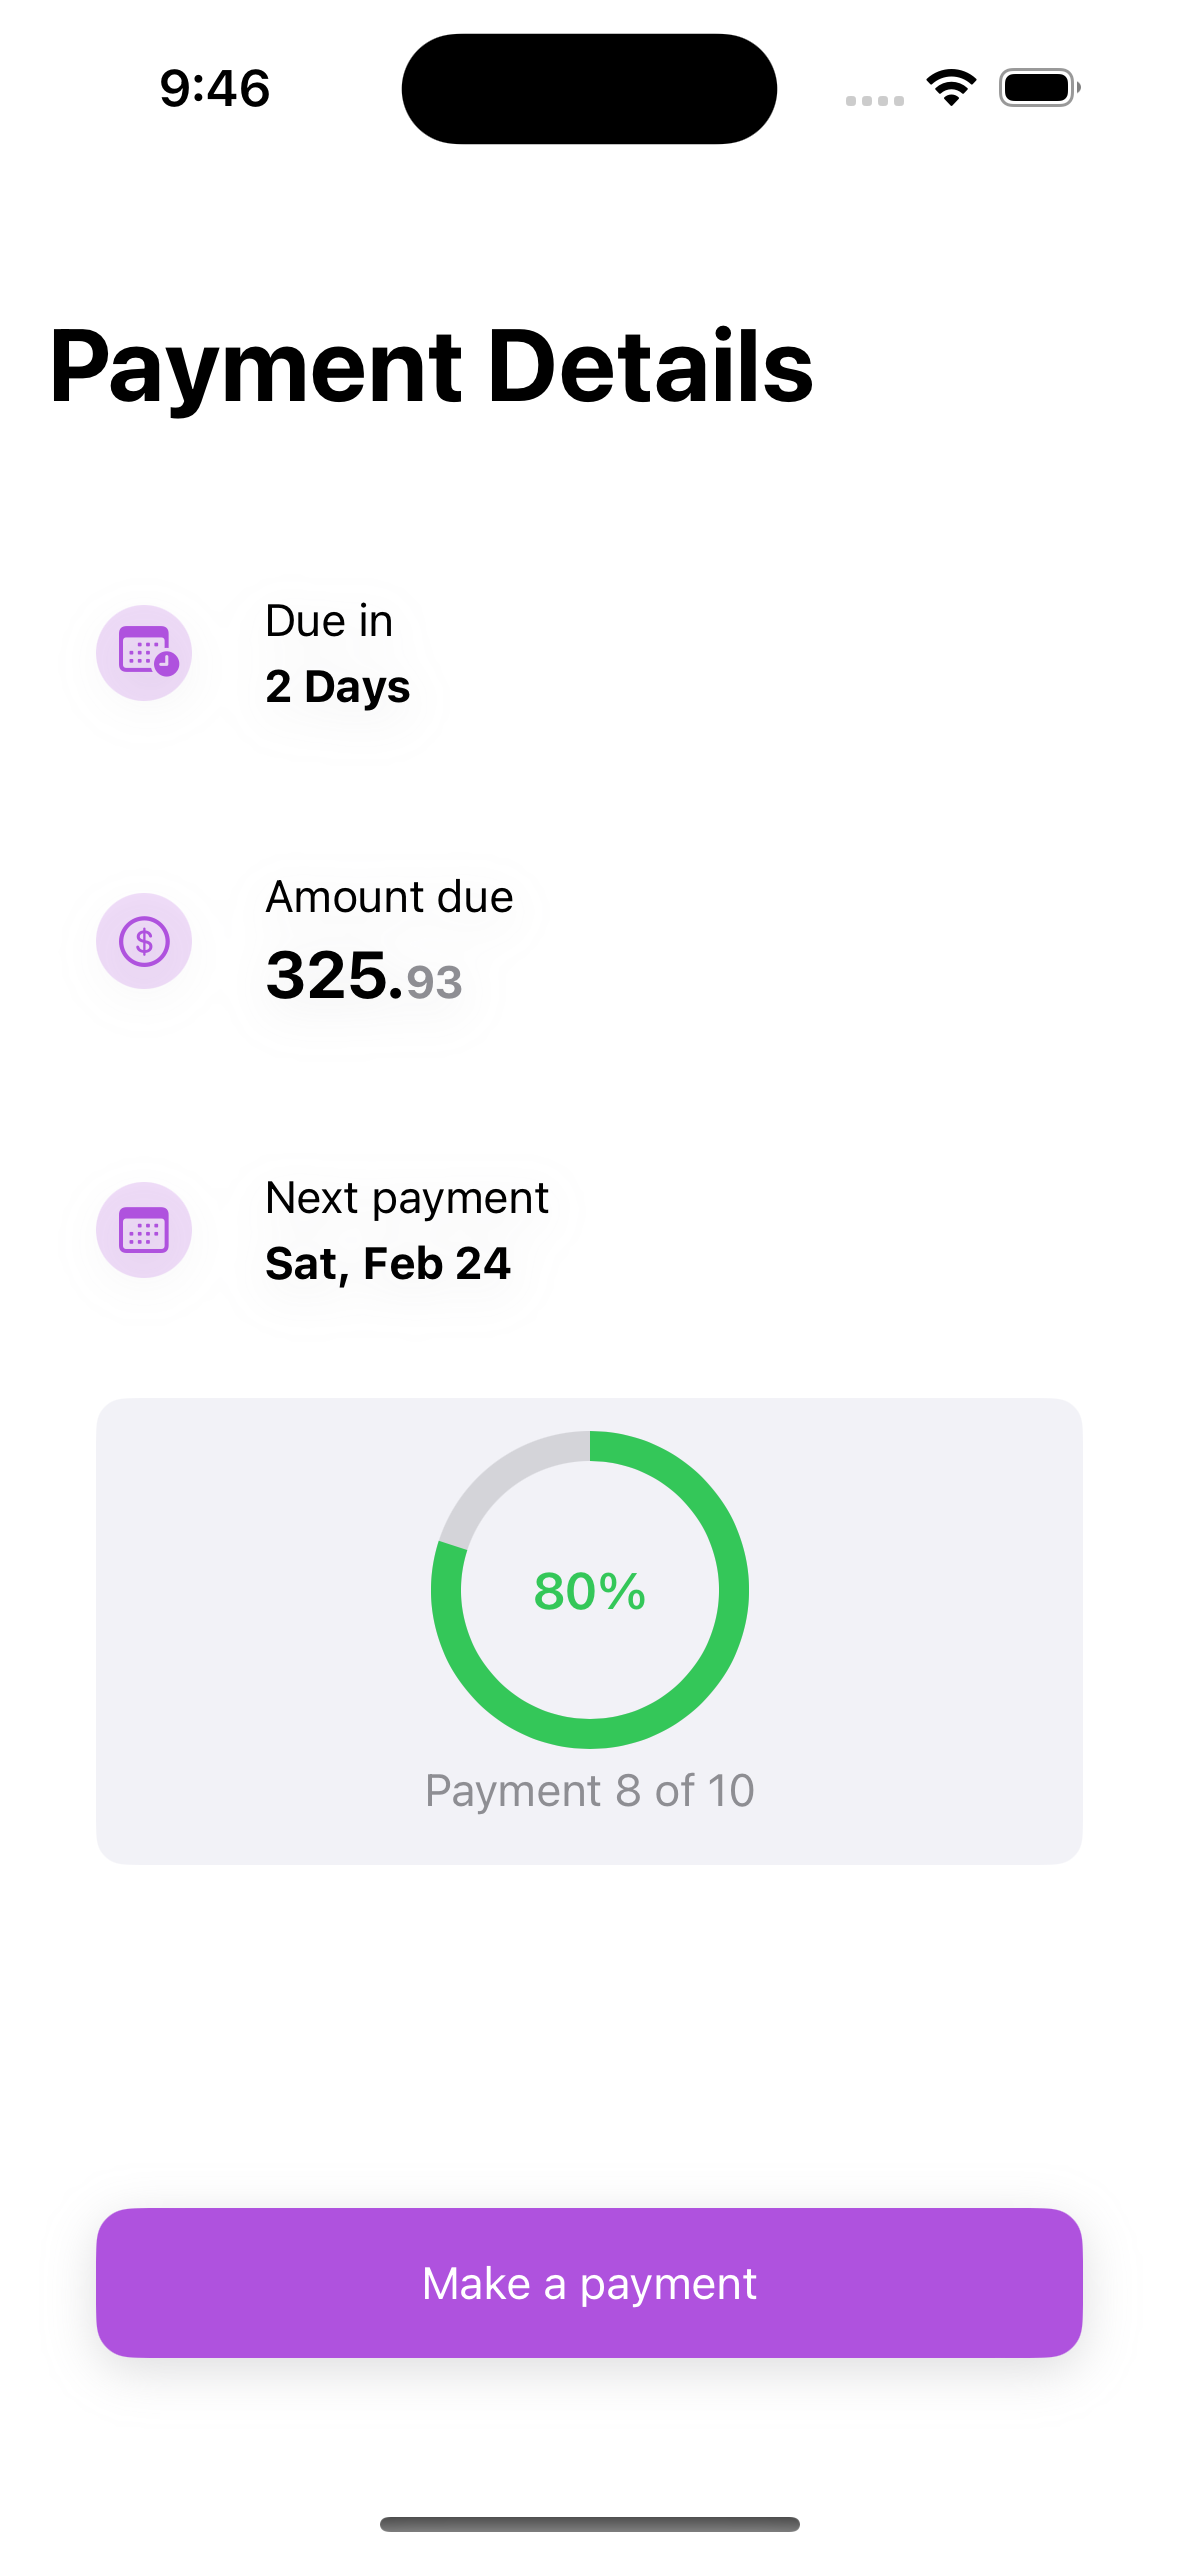 9:46
Payment Details
Due in
2 Days
$
Amount due
325.93
Next payment
Sat, Feb 24
80%
Payment 8 of 10
Make a payment